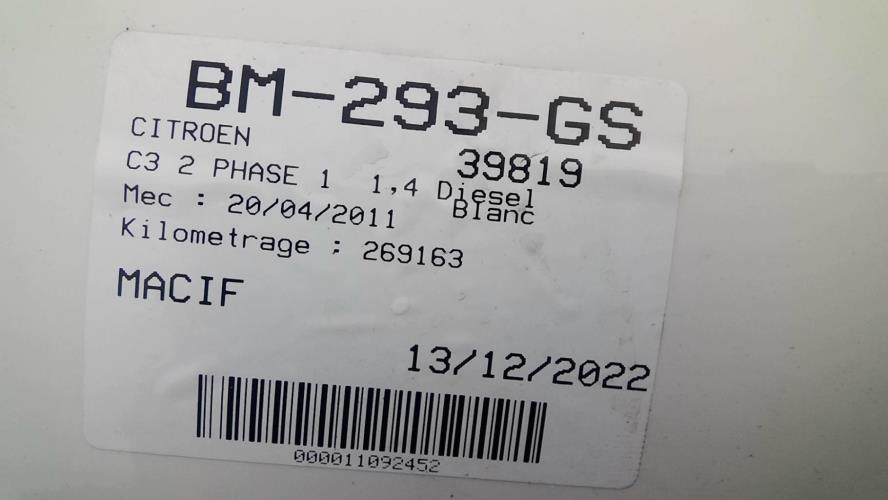 BM-293-GS
CITROEN
39819
C3 2 PHASE 1 1,4 Diesel
Mec : 20/04/2011 Blanc
Kilometrage : 269163
MACIF
13/12/2022
000011092452